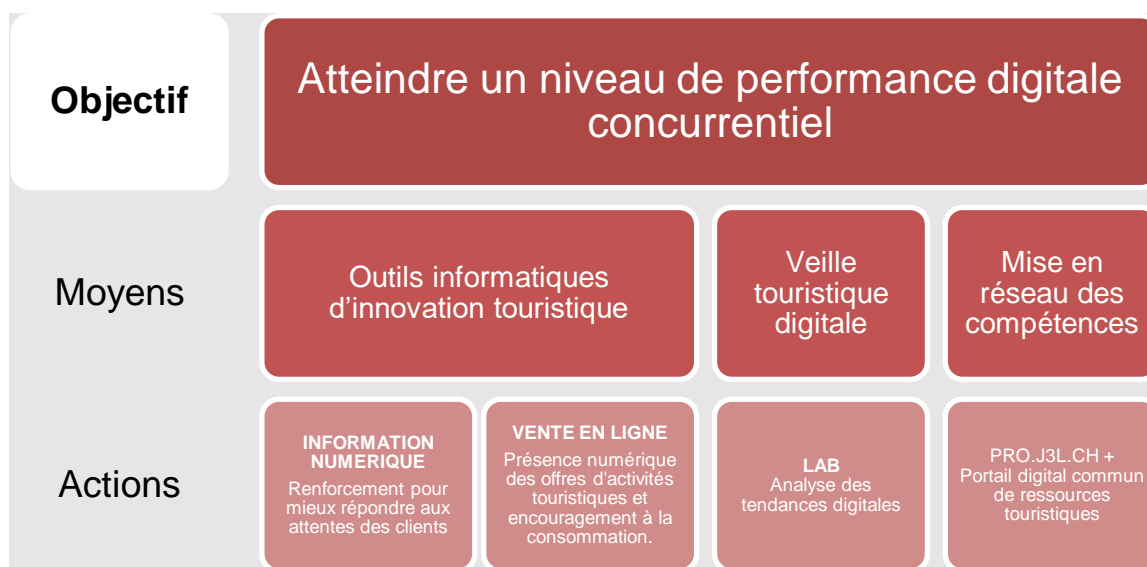 Objectif
Atteindre un niveau de performance digitale
concurrentiel
Moyens
Outils informatiques
d’innovation touristique
Veille
touristique
digitale
Mise en
réseau des
compétences
Actions
INFORMATION
NUMERIQUE
Renforcement pour
mieux répondre aux
attentes des clients
VENTE EN LIGNE
Présence numérique
des offres d'activités
touristiques et
encouragement à la
consommation.
LAB
Analyse des
tendances digitales
PRO.J3L.CH +
Portail digital commun
de ressources
touristiques